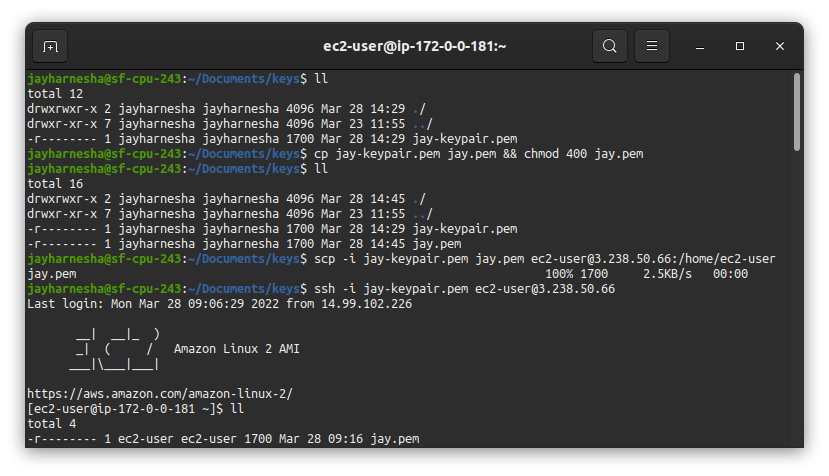 ec2-user@ip-172-0-0-181:~
jayharnesha@sf-cpu-243:~/Documents/keys$ ll
total 12
drwxrwxr-x 2 jayharnesha jayharnesha 4096 Mar 28 14:29 ./
drwxr-xr-x 7 jayharnesha jayharnesha 4096 Mar 23 11:55 ../
-r-------- 1 jayharnesha jayharnesha 1700 Mar 28 14:29 jay-keypair.pem
jayharnesha@sf-cpu-243:~/Documents/keys$ cp jay-keypair.pem jay.pem && chmod 400 jay.pem
jayharnesha@sf-cpu-243:~/Documents/keys$ ll
total 16
drwxrwxr-x 2 jayharnesha jayharnesha 4096 Mar 28 14:45 ./
drwxr-xr-x 7 jayharnesha jayharnesha 4096 Mar 23 11:55 ../
-r-------- 1 jayharnesha jayharnesha 1700 Mar 28 14:29 jay-keypair.pem
-r-------- 1 jayharnesha jayharnesha 1700 Mar 28 14:45 jay.pem
jayharnesha@sf-cpu-243:~/Documents/keys$ scp -i jay-keypair.pem jay.pem ec2-user@3.238.50.66:/home/ec2-user
jay.pem                                                                   100% 1700     2.5KB/s   00:00
jayharnesha@sf-cpu-243:~/Documents/keys$ ssh -i jay-keypair.pem ec2-user@3.238.50.66
Last login: Mon Mar 28 09:06:29 2022 from 14.99.102.226
       __|  __|_  )
       _|  (     /   Amazon Linux 2 AMI
      ___|\___|___|
https://aws.amazon.com/amazon-linux-2/
[ec2-user@ip-172-0-0-181 ~]$ ll
total 4
-r-------- 1 ec2-user ec2-user 1700 Mar 28 09:16 jay.pem